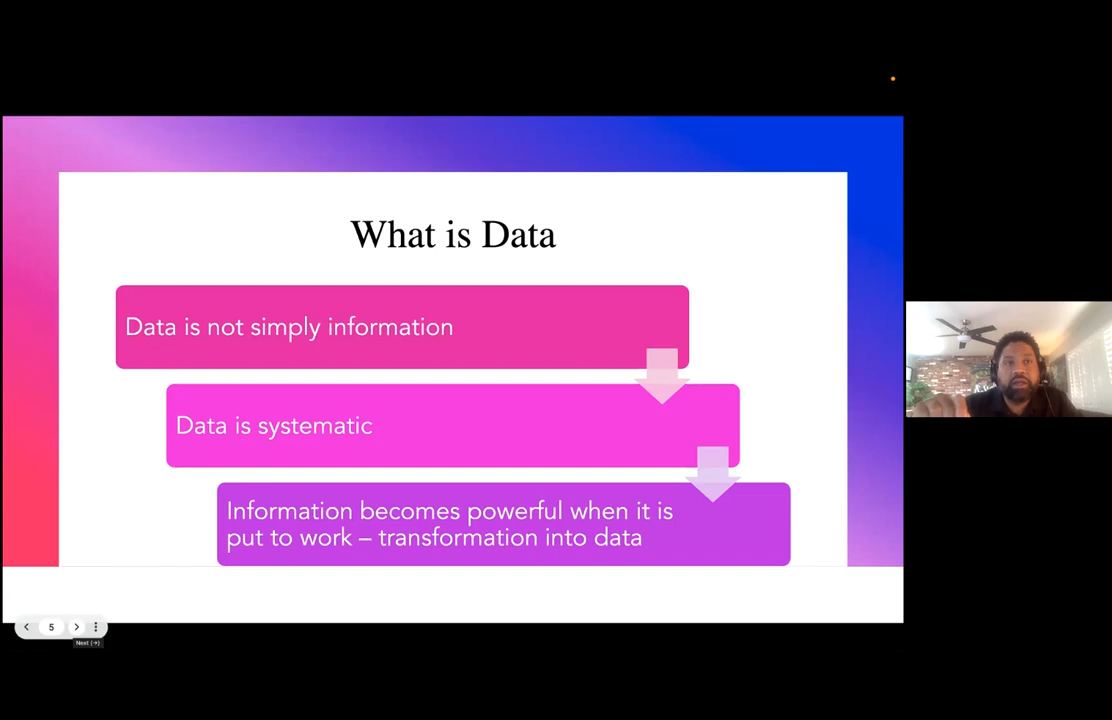 What is Data
Data is not simply information
Data is systematic
Information becomes powerful when it is
put to work – transformation into data
5
Next (→)